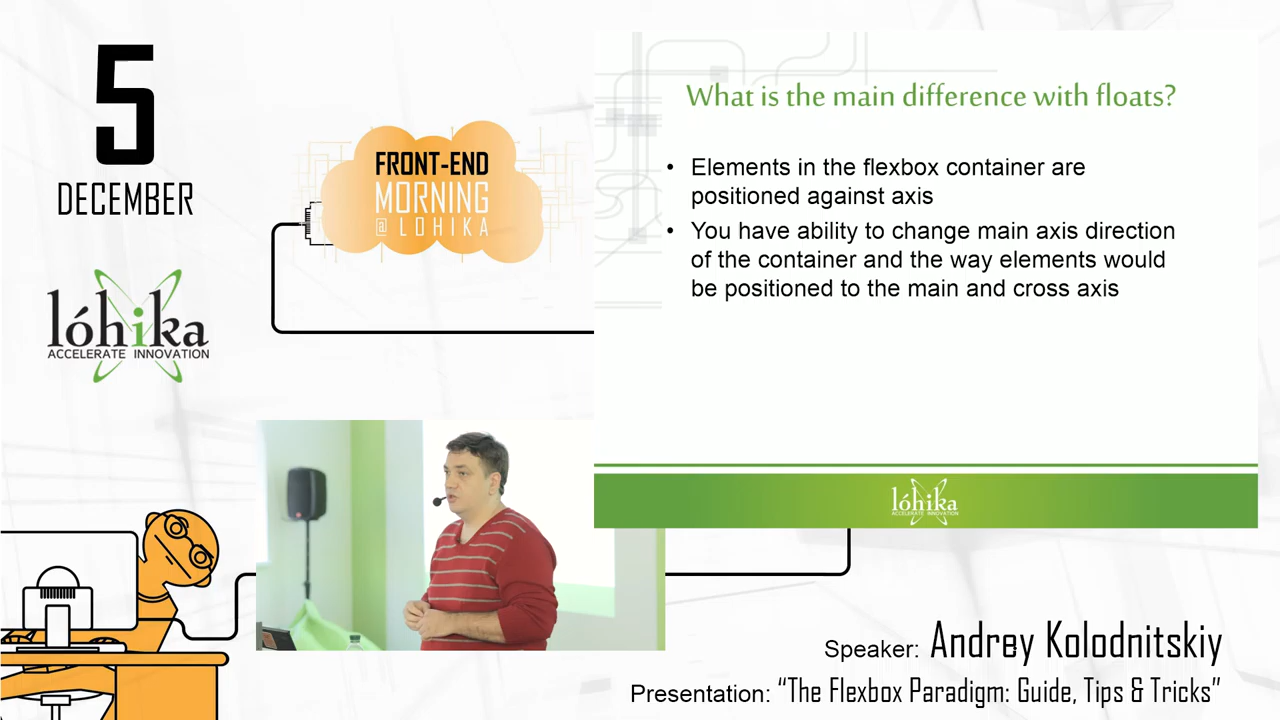 5
DECEMBER
lóhika
ACCELERATE INNOVATION
FRONT-END
MORNING
@ LOHIKA
What is the main difference with floats?
• Elements in the flexbox container are
positioned against axis
• You have ability to change main axis direction
of the container and the way elements would
be positioned to the main and cross axis
lóhika
ACCELERATE INNOVATION
Speaker: Andrey Kolodnitskiy
Presentation: “The Flexbox Paradigm: Guide, Tips & Tricks”